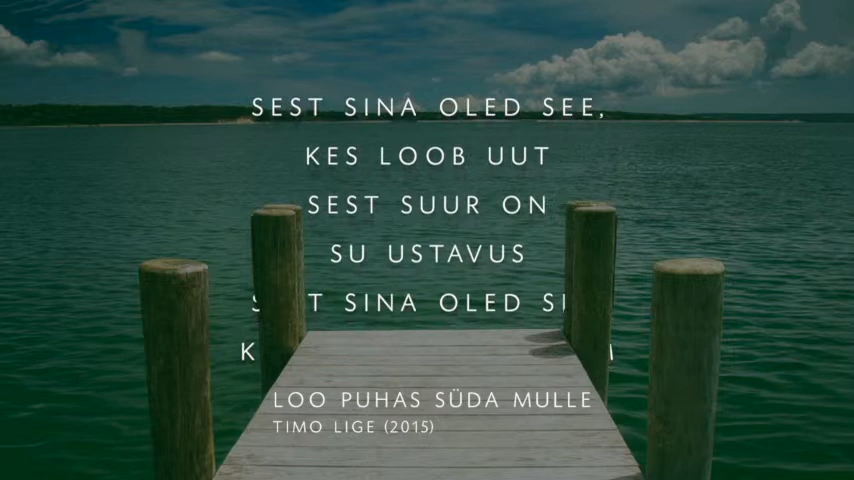 SEST SINA OLED SEE,
KES LOOB UUT
SEST SUUR ON
SU USTAVUS
SINA OLED
LOO PUHAS SÜDA MULLE
TIMO LIGE (2015)